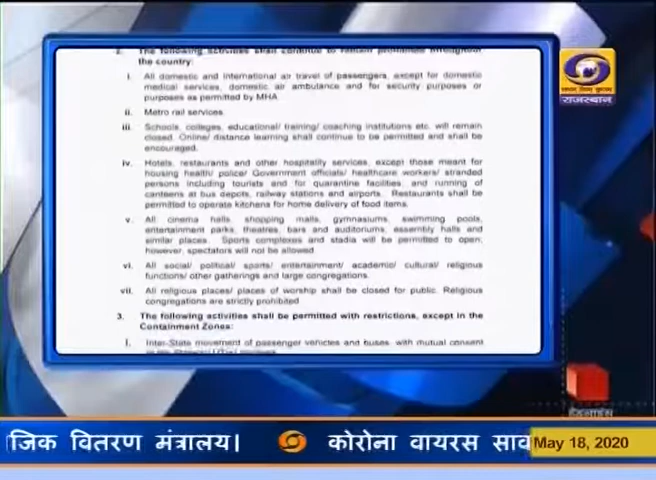 2. The following activities shall continue to remain prohibited throughout
the country:
i. All domestic and international air travel of passengers, except for domestic
medical services, domestic air ambulance and for security purposes or
purposes as permitted by MHA.
ii. Metro rail services.
iii. Schools, colleges, educational/ training/ coaching institutions etc. will remain
closed. Online/ distance learning shall continue to be permitted and shall be
encouraged.
iv. Hotels, restaurants and other hospitality services, except those meant for
housing health/ police/ Government officials/ healthcare workers/ stranded
persons including tourists and for quarantine facilities; and running of
canteens at bus depots, railway stations and airports. Restaurants shall be
permitted to operate kitchens for home delivery of food items.
v. All cinema halls, shopping malls, gymnasiums, swimming pools,
entertainment parks, theatres, bars and auditoriums, assembly halls and
similar places. Sports complexes and stadia will be permitted to open;
however, spectators will not be allowed.
vi. All social/ political/ sports/ entertainment/ academic/ cultural/ religious
functions/ other gatherings and large congregations.
vii. All religious places/ places of worship shall be closed for public. Religious
congregations are strictly prohibited.
3. The following activities shall be permitted with restrictions, except in the
Containment Zones:
i. Inter-State movement of passenger vehicles and buses, with mutual consent
राजस्थान
जिक वितरण मंत्रालय। कोरोना वायरस साव
May 18, 2020